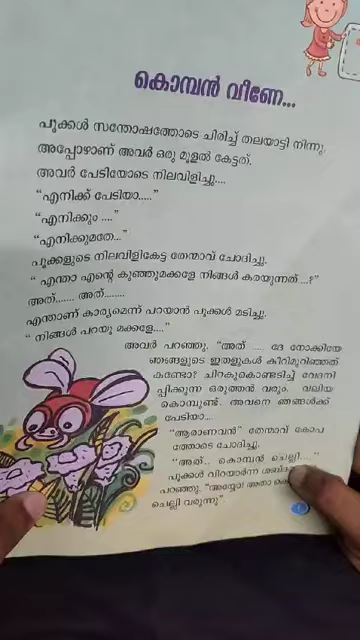 കൊമ്പൻ വീണേ...
പൂക്കൾ സന്തോഷത്തോടെ ചിരിച്ച് തലയാട്ടി നിന്നു.
അപ്പോഴാണ് അവർ ഒരു മൂളൽ കേട്ടത്.
അവർ പേടിയോടെ നിലവിളിച്ചു....
“എനിക്ക് പേടിയാ.....”
“എനിക്കും ....”
“എനിക്കുമതേ...”
പൂക്കളുടെ നിലവിളികേട്ട തേന്മാവ് ചോദിച്ചു.
“ എന്താ എന്റെ കുഞ്ഞുമക്കളേ നിങ്ങൾ കരയുന്നത് ...?”
അത്....... അത്........
എന്താണ് കാര്യമെന്ന് പറയാൻ പൂക്കൾ മടിച്ചു.
“ നിങ്ങൾ പറയൂ മക്കളേ....”
അവർ പറഞ്ഞു. “അത് .... ദേ നോക്കിയേ
ഞങ്ങളുടെ ഇതളുകൾ കീറിമുറിഞ്ഞത്
കണ്ടോ? ചിറകുകൊണ്ടടിച്ച് വേദനി
പ്പിക്കുന്ന ഒരുത്തൻ വരും. വലിയ
കൊമ്പുണ്ട്. അവനെ ഞങ്ങൾക്ക്
പേടിയാ...
“ആരാണവൻ” തേന്മാവ് കോപ
ത്തോടെ ചോദിച്ചു.
“അത്.. കൊമ്പൻ ചെല്ലി....”
പൂക്കൾ വിറയാർന്ന
പറഞ്ഞു. “അയ്യോ! അതാ
ചെല്ലി വരുന്നു”.